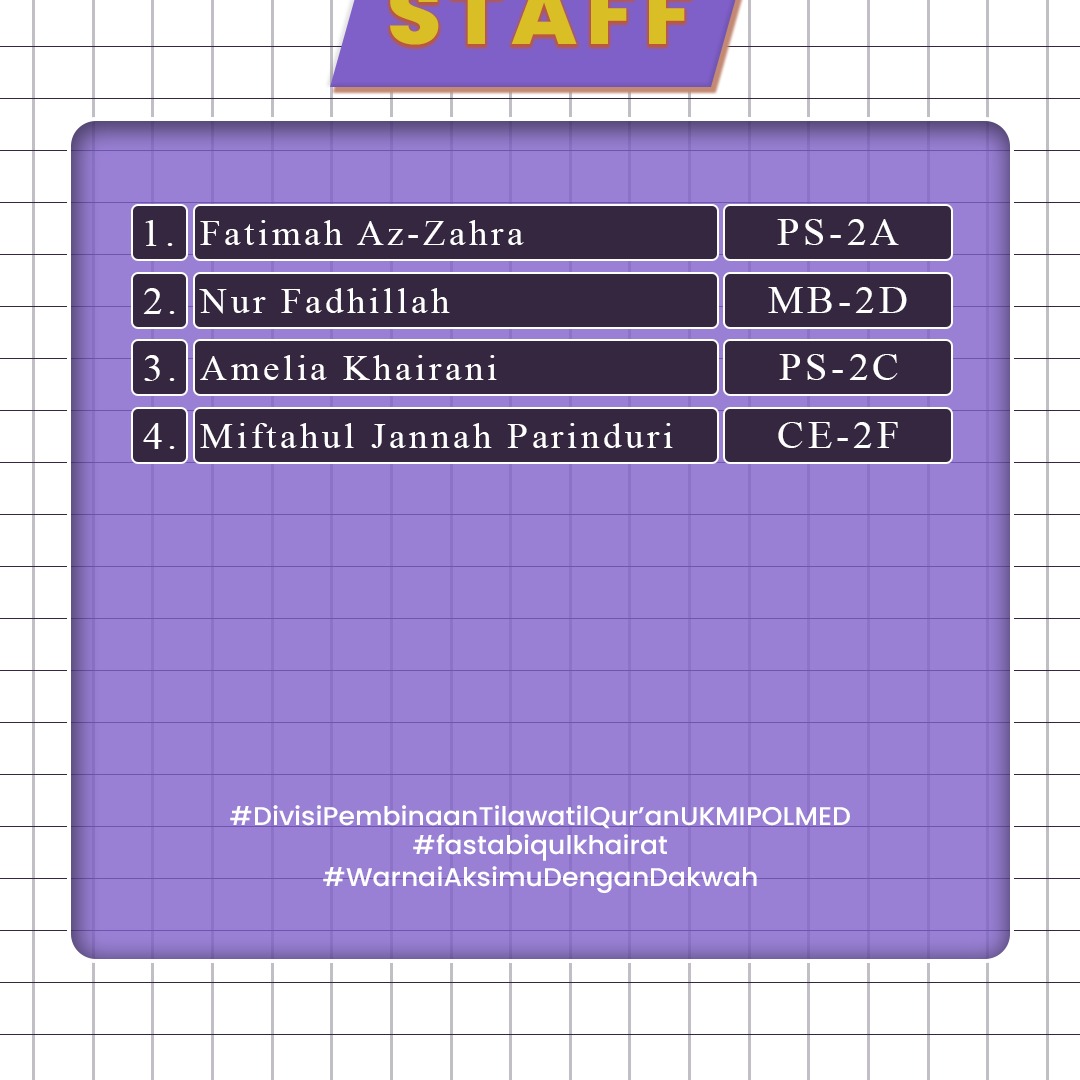 STAFF
1. Fatimah Az-Zahra PS-2A
2. Nur Fadhillah MB-2D
3. Amelia Khairani PS-2C
4. Miftahul Jannah Parinduri CE-2F
#DivisiPembinaanTilawatilQur’anUKMIPOLMED
#fastabiqulkhairat
#WarnaiAksimuDenganDakwah